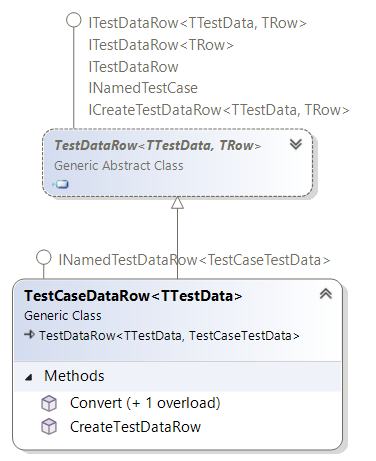 ITestDataRow<TTestData, TRow>
ITestDataRow<TRow>
ITestDataRow
INamedTestCase
ICreateTestDataRow<TTestData, TRow>
TestDataRow<TTestData, TRow>
Generic Abstract Class
INamedTestDataRow<TestCaseTestData>
TestCaseDataRow<TTestData>
Generic Class
TestDataRow<TTestData, TestCaseTestData>
Methods
Convert (+ 1 overload)
CreateTestDataRow